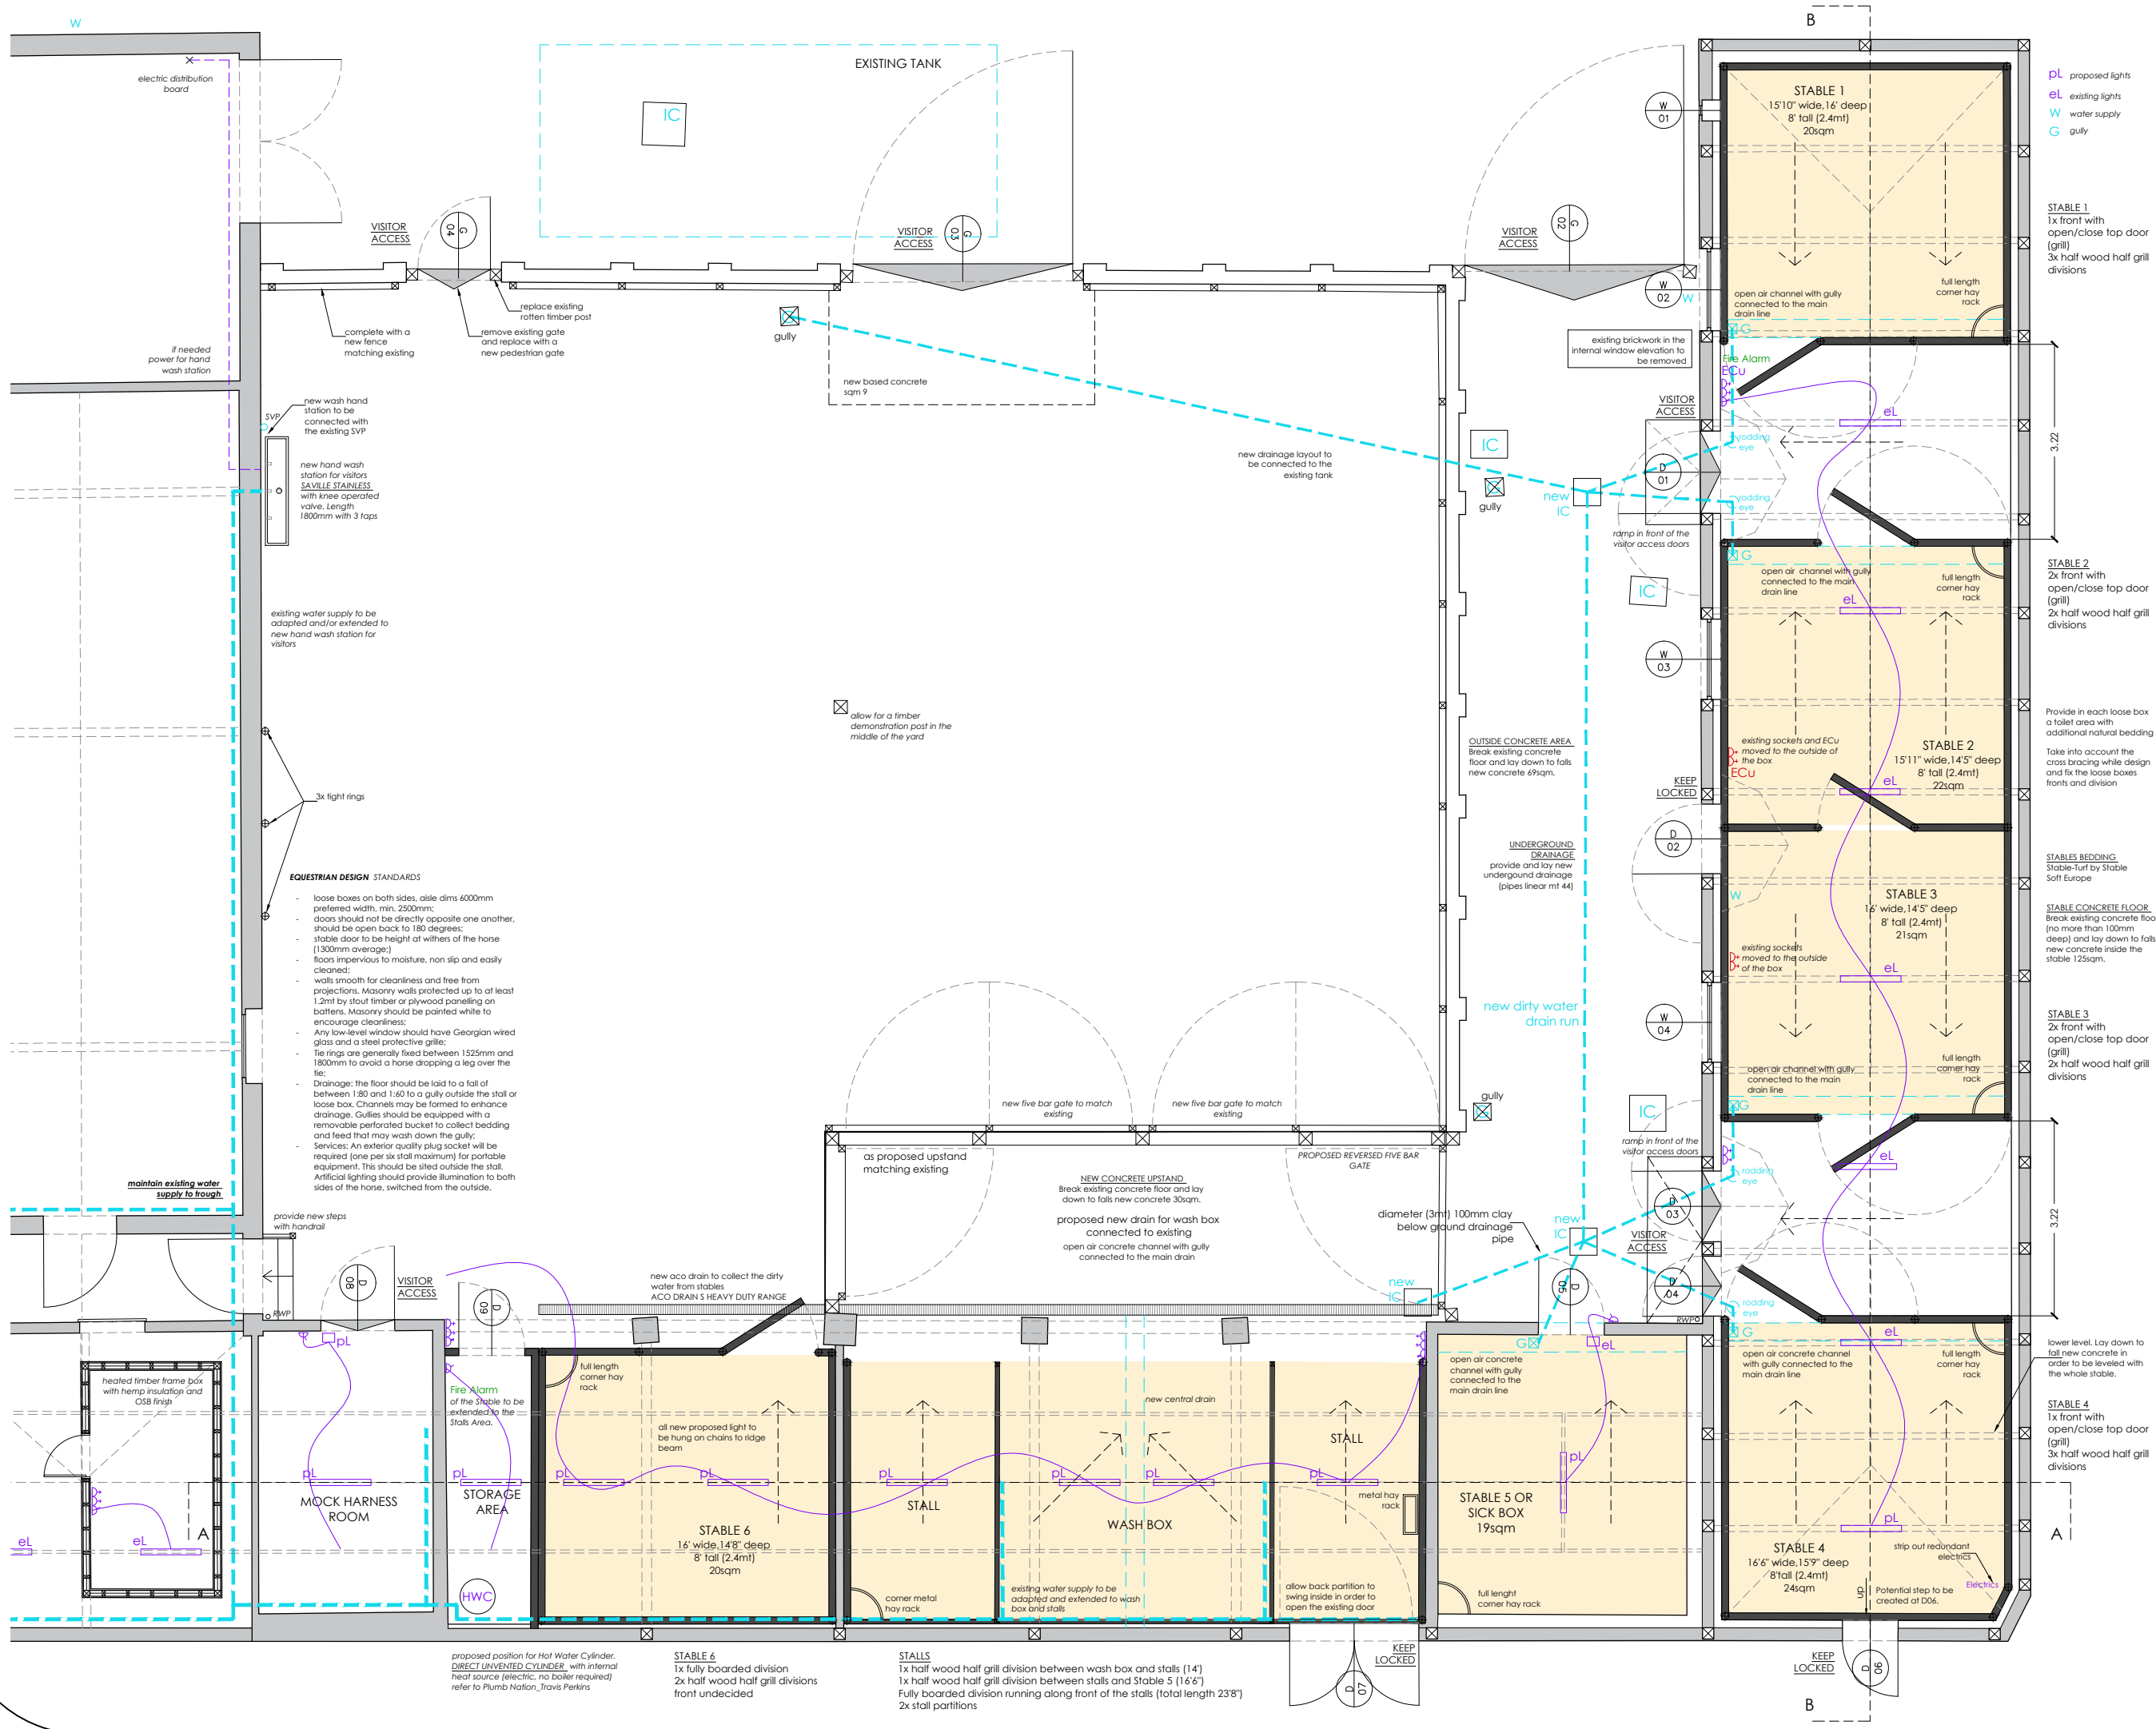 W
B
electric distribution
board
EXISTING TANK
IC
STABLE 1
15'10" wide,16' deep
8' tall (2.4mt)
20sqm
W
01
pL proposed lights
eL existing lights
W water supply
G gully
VISITOR
ACCESS
G
04
VISITOR
ACCESS
G
03
VISITOR
ACCESS
G
02
STABLE 1
1x front with
open/close top door
(grill)
3x half wood half grill
divisions
W
02
W
open air channel with gully
connected to the main
drain line
full length
corner hay
rack
G
replace existing
rotten timber post
complete with a
new fence
matching existing
remove existing gate
and replace with a
new pedestrian gate
gully
existing brickwork in the
internal window elevation to
be removed
if needed
power for hand
wash station
new based concrete
sqm 9
Fire Alarm
ECu
SVP
new wash hand
station to be
connected with
the existing SVP
VISITOR
ACCESS
eL
rodding
eye
3.22
IC
D
01
new drainage layout to
be connected to the
existing tank
new hand wash
station for visitors
SAVILLE STAINLESS
with knee operated
valve. Length
1800mm with 3 taps
G
gully
new
IC
rodding
eye
ramp in front of the
visitor access doors
G
open air channel with gully
connected to the main
drain line
full length
corner hay
rack
STABLE 2
2x front with
open/close top door
(grill)
2x half wood half grill
divisions
IC
eL
existing water supply to be
adapted and/or extended to
new hand wash station for
visitors
W
03
allow for a timber
demonstration post in the
middle of the yard
Provide in each loose box
a toilet area with
additional natural bedding
Take into account the
cross bracing while design
and fix the loose boxes
fronts and division
OUTSIDE CONCRETE AREA
Break existing concrete
floor and lay down to falls
new concrete 69sqm.
existing sockets and ECu
moved to the outside of
the box
ECu
STABLE 2
15'11" wide,14'5" deep
8' tall (2.4mt)
22sqm
eL
KEEP
LOCKED
3x tight rings
D
02
UNDERGROUND
DRAINAGE
provide and lay new
undergound drainage
(pipes linear mt 44)
STABLES BEDDING
Stable-Turf by Stable
Soft Europe
EQUESTRIAN DESIGN STANDARDS
- loose boxes on both sides, aisle dims 6000mm
preferred width, min. 2500mm;
- doors should not be directly opposite one another,
should be open back to 180 degrees;
- stable door to be height at withers of the horse
(1300mm average;)
- floors impervious to moisture, non slip and easily
cleaned;
- walls smooth for cleanliness and free from
projections. Masonry walls protected up to at least
1.2mt by stout timber or plywood panelling on
battens. Masonry should be painted white to
encourage cleanliness;
- Any low-level window should have Georgian wired
glass and a steel protective grille;
- Tie rings are generally fixed between 1525mm and
1800mm to avoid a horse dropping a leg over the
tie;
- Drainage: the floor should be laid to a fall of
between 1:80 and 1:60 to a gully outside the stall or
loose box. Channels may be formed to enhance
drainage. Gullies should be equipped with a
removable perforated bucket to collect bedding
and feed that may wash down the gully;
- Services: An exterior quality plug socket will be
required (one per six stall maximum) for portable
equipment. This should be sited outside the stall.
Artificial lighting should provide illumination to both
sides of the horse, switched from the outside.
W
STABLE 3
16' wide,14'5" deep
8' tall (2.4mt)
21sqm
STABLE CONCRETE FLOOR
Break existing concrete floo
(no more than 100mm
deep) and lay down to falls
new concrete inside the
stable 125sqm.
existing sockets
moved to the outside
of the box
eL
new dirty water
drain run
W
04
STABLE 3
2x front with
open/close top door
(grill)
2x half wood half grill
divisions
open air channel with gully
connected to the main
drain line
full length
corner hay
rack
G
new five bar gate to match
existing
new five bar gate to match
existing
gully
IC
ramp in front of the
visitor access doors
as proposed upstand
matching existing
PROPOSED REVERSED FIVE BAR
GATE
NEW CONCRETE UPSTAND
Break existing concrete floor and lay
down to falls new concrete 30sqm.
proposed new drain for wash box
connected to existing
open air concrete channel with gully
connected to the main drain
eL
rodding
eye
maintain existing water
supply to trough
provide new steps
with handrail
diameter (3mt) 100mm clay
below ground drainage
pipe
new
IC
D
03
VISITOR
ACCESS
3.22
D
08
VISITOR
ACCESS
D
09
new aco drain to collect the dirty
water from stables
ACO DRAIN S HEAVY DUTY RANGE
new
IC
D
05
D
04
rodding
eye
RWP
RWP
G
pL
G
eL
eL
heated timber frame box
with hemp insulation and
OSB finish
Fire Alarm
of the Stable to be
extended to the
Stalls Area.
full length
corner hay
rack
open air concrete
channel with gully
connected to the
main drain line
open air concrete channel
with gully connected to the
main drain line
full length
corner hay
rack
lower level. Lay down to
fall new concrete in
order to be leveled with
the whole stable.
new central drain
all new proposed light to
be hung on chains to ridge
beam
STALL
STABLE 4
1x front with
open/close top door
(grill)
3x half wood half grill
divisions
pL
pL
pL
pL
pL
pL
pL
pL
pL
MOCK HARNESS
ROOM
STORAGE
AREA
STALL
metal hay
rack
STABLE 5 OR
SICK BOX
19sqm
WASH BOX
pL
A
A
STABLE 6
16' wide,14'8" deep
8' tall (2.4mt)
20sqm
eL
eL
STABLE 4
16'6" wide,15'9" deep
8'tall (2.4mt)
24sqm
strip out redundant
electrics
Electrics
HWC
corner metal
hay rack
existing water supply to be
adapted and extended to wash
box and stalls
allow back partition to
swing inside in order to
open the existing door
full lenght
corner hay rack
Potential step to be
created at D06.
proposed position for Hot Water Cylinder.
DIRECT UNVENTED CYLINDER with internal
heat source (electric, no boiler required)
refer to Plumb Nation_Travis Perkins
STABLE 6
1x fully boarded division
2x half wood half grill divisions
front undecided
STALLS
1x half wood half grill division between wash box and stalls (14')
1x half wood half grill division between stalls and Stable 5 (16'6")
Fully boarded division running along front of the stalls (total length 23'8")
2x stall partitions
D
07
KEEP
LOCKED
KEEP
LOCKED
D
06
B